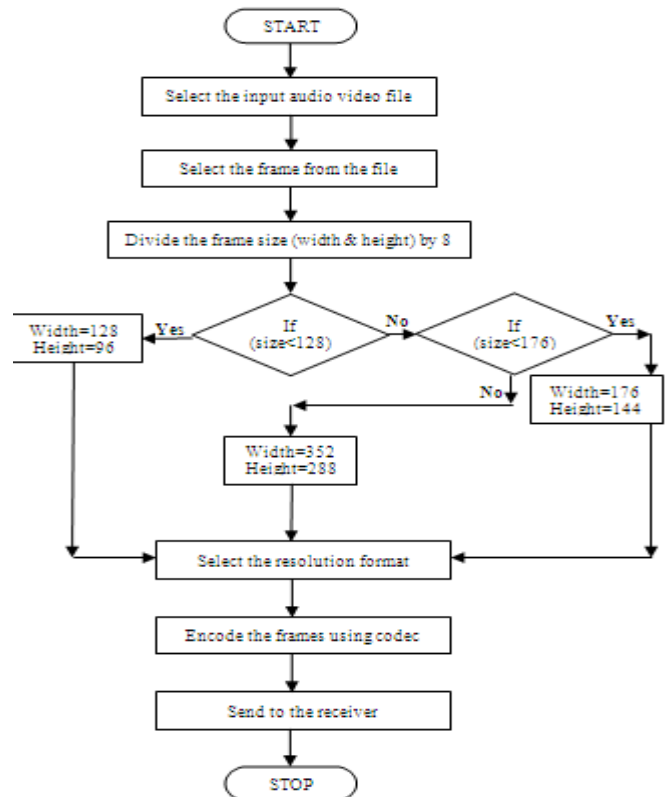 START
Select the input audio video file
Select the frame from the file
Divide the frame size (width & height) by 8
Width=128
Height=96
Yes
If
(size<128)
No
If
(size<176)
Yes
No
Width=176
Height=144
Width=352
Height=288
Select the resolution format
Encode the frames using codec
Send to the receiver
STOP